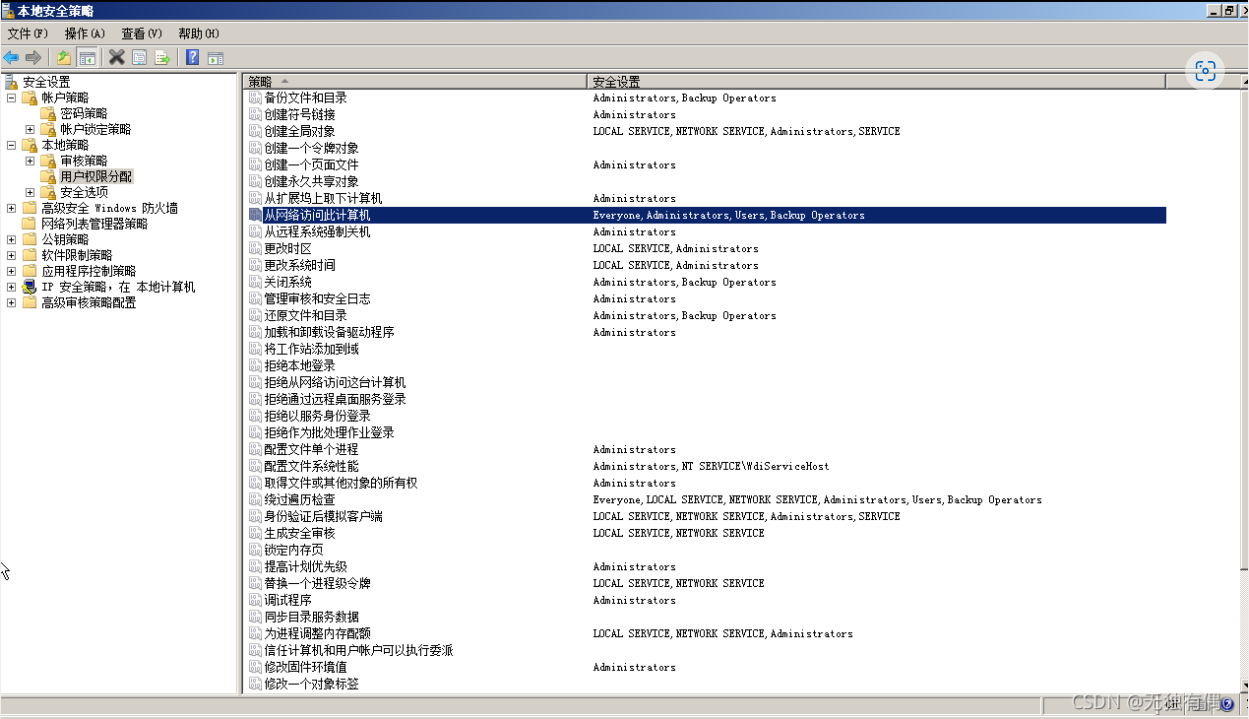 本地安全策略
文件(F) 操作(A) 查看(V) 帮助(H)
安全设置
帐户策略
密码策略
帐户锁定策略
本地策略
审核策略
用户权限分配
安全选项
高级安全 Windows 防火墙
网络列表管理器策略
公钥策略
软件限制策略
应用程序控制策略
IP 安全策略，在 本地计算机
高级审核策略配置
策略 安全设置
备份文件和目录 Administrators, Backup Operators
创建符号链接 Administrators
创建全局对象 LOCAL SERVICE, NETWORK SERVICE, Administrators, SERVICE
创建一个令牌对象
创建一个页面文件 Administrators
创建永久共享对象
从扩展坞上取下计算机 Administrators
从网络访问此计算机 Everyone, Administrators, Users, Backup Operators
从远程系统强制关机 Administrators
更改时区 LOCAL SERVICE, Administrators
更改系统时间 LOCAL SERVICE, Administrators
关闭系统 Administrators, Backup Operators
管理审核和安全日志 Administrators
还原文件和目录 Administrators, Backup Operators
加载和卸载设备驱动程序 Administrators
将工作站添加到域
拒绝本地登录
拒绝从网络访问这台计算机
拒绝通过远程桌面服务登录
拒绝以服务身份登录
拒绝作为批处理作业登录
配置文件单个进程 Administrators
配置文件系统性能 Administrators, NT SERVICE\WdiServiceHost
取得文件或其他对象的所有权 Administrators
绕过遍历检查 Everyone, LOCAL SERVICE, NETWORK SERVICE, Administrators, Users, Backup Operators
身份验证后模拟客户端 LOCAL SERVICE, NETWORK SERVICE, Administrators, SERVICE
生成安全审核 LOCAL SERVICE, NETWORK SERVICE
锁定内存页
提高计划优先级 Administrators
替换一个进程级令牌 LOCAL SERVICE, NETWORK SERVICE
调试程序 Administrators
同步目录服务数据
为进程调整内存配额 LOCAL SERVICE, NETWORK SERVICE, Administrators
信任计算机和用户帐户可以执行委派
修改固件环境值 Administrators
修改一个对象标签
CSDN @无独有偶